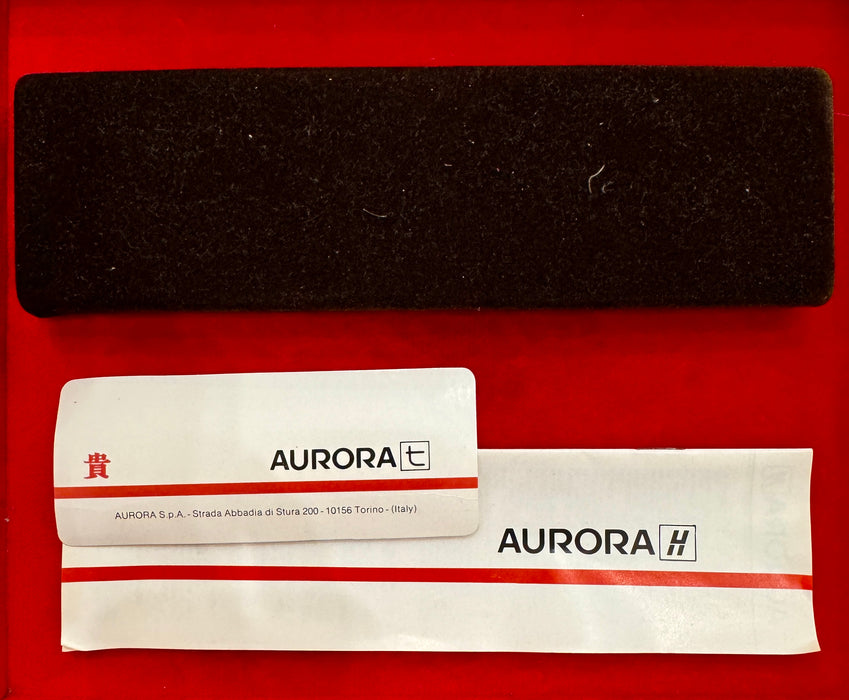 貴
AURORA t
AURORA S.p.A. - Strada Abbadia di Stura 200 - 10156 Torino - (Italy)
AURORA H